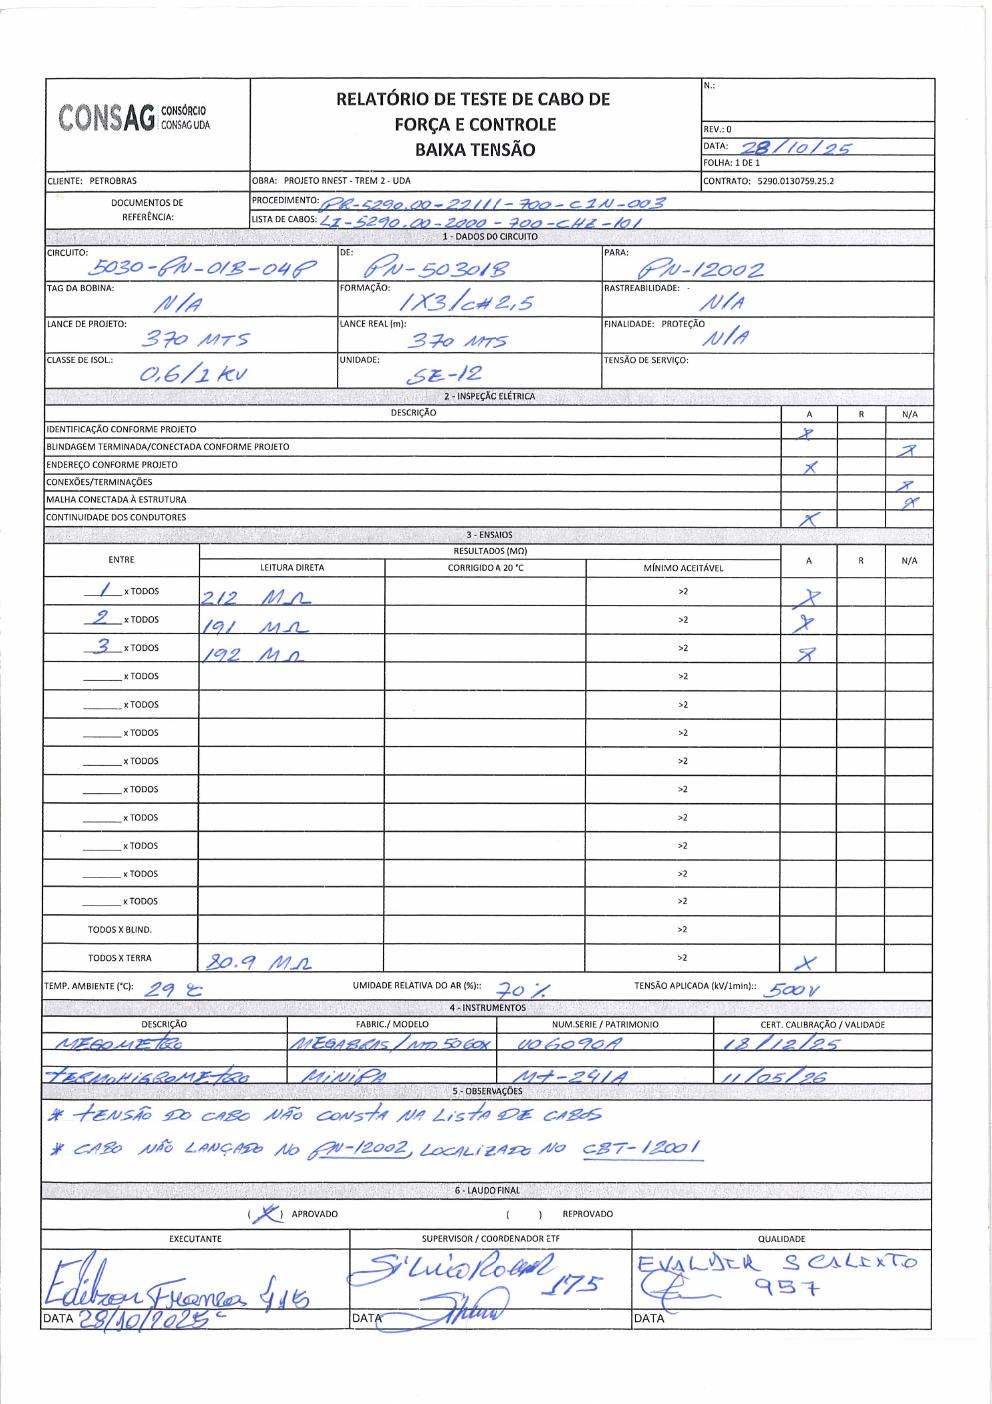 CONSAG CONSÓRCIO CONSAG UDA
RELATÓRIO DE TESTE DE CABO DE
FORÇA E CONTROLE
BAIXA TENSÃO
N.:
REV.: 0
DATA: 28/10/25
FOLHA: 1 DE 1
CLIENTE: PETROBRAS OBRA: PROJETO RNEST - TREM 2 - UDA CONTRATO: 5290.0130759.25.2
DOCUMENTOS DE REFERÊNCIA:
PROCEDIMENTO: PR-5290.00-22111-700-C1N-003
LISTA DE CABOS: LI-5290.00-2000-700-CHZ-101
1 - DADOS DO CIRCUITO
CIRCUITO: 5030-PN-01B-04P DE: PN-50301B PARA: PN-12002
TAG DA BOBINA: N/A FORMAÇÃO: 1X3/C#2,5 RASTREABILIDADE: - N/A
LANCE DE PROJETO: 370 MTS LANCE REAL (m): 370 MTS FINALIDADE: PROTEÇÃO N/A
CLASSE DE ISOL.: 0,6/1 KV UNIDADE: SE-12 TENSÃO DE SERVIÇO:
2 - INSPEÇÃO ELÉTRICA
DESCRIÇÃO A R N/A
IDENTIFICAÇÃO CONFORME PROJETO X
BLINDAGEM TERMINADA/CONECTADA CONFORME PROJETO X
ENDEREÇO CONFORME PROJETO X
CONEXÕES/TERMINAÇÕES X
MALHA CONECTADA À ESTRUTURA X
CONTINUIDADE DOS CONDUTORES X
3 - ENSAIOS
ENTRE RESULTADOS (MΩ) A R N/A
LEITURA DIRETA CORRIGIDO A 20 °C MÍNIMO ACEITÁVEL
1 x TODOS 212 MΩ >2 X
2 x TODOS 191 MΩ >2 X
3 x TODOS 192 MΩ >2 X
x TODOS >2
x TODOS >2
x TODOS >2
x TODOS >2
x TODOS >2
x TODOS >2
x TODOS >2
x TODOS >2
x TODOS >2
TODOS X BLIND. >2
TODOS X TERRA 80.9 MΩ >2 X
TEMP. AMBIENTE (°C): 29 °C UMIDADE RELATIVA DO AR (%):: 70 % TENSÃO APLICADA (kV/1min):: 500V
4 - INSTRUMENTOS
DESCRIÇÃO FABRIC./ MODELO NUM.SERIE / PATRIMONIO CERT. CALIBRAÇÃO / VALIDADE
MEGOMETRO MEGABRAS/MD5060X UO6090A 18/12/25
TERMOHIGROMETRO MINIPA MT-241A 11/05/26
5 - OBSERVAÇÕES
* TENSÃO DO CABO NÃO CONSTA NA LISTA DE CABOS
* CABO NÃO LANÇADO NO PN-12002, LOCALIZADO NO CBT-12001
6 - LAUDO FINAL
( X ) APROVADO ( ) REPROVADO
EXECUTANTE SUPERVISOR / COORDENADOR ETF QUALIDADE
175
957
DATA 28/10/2025 DATA DATA